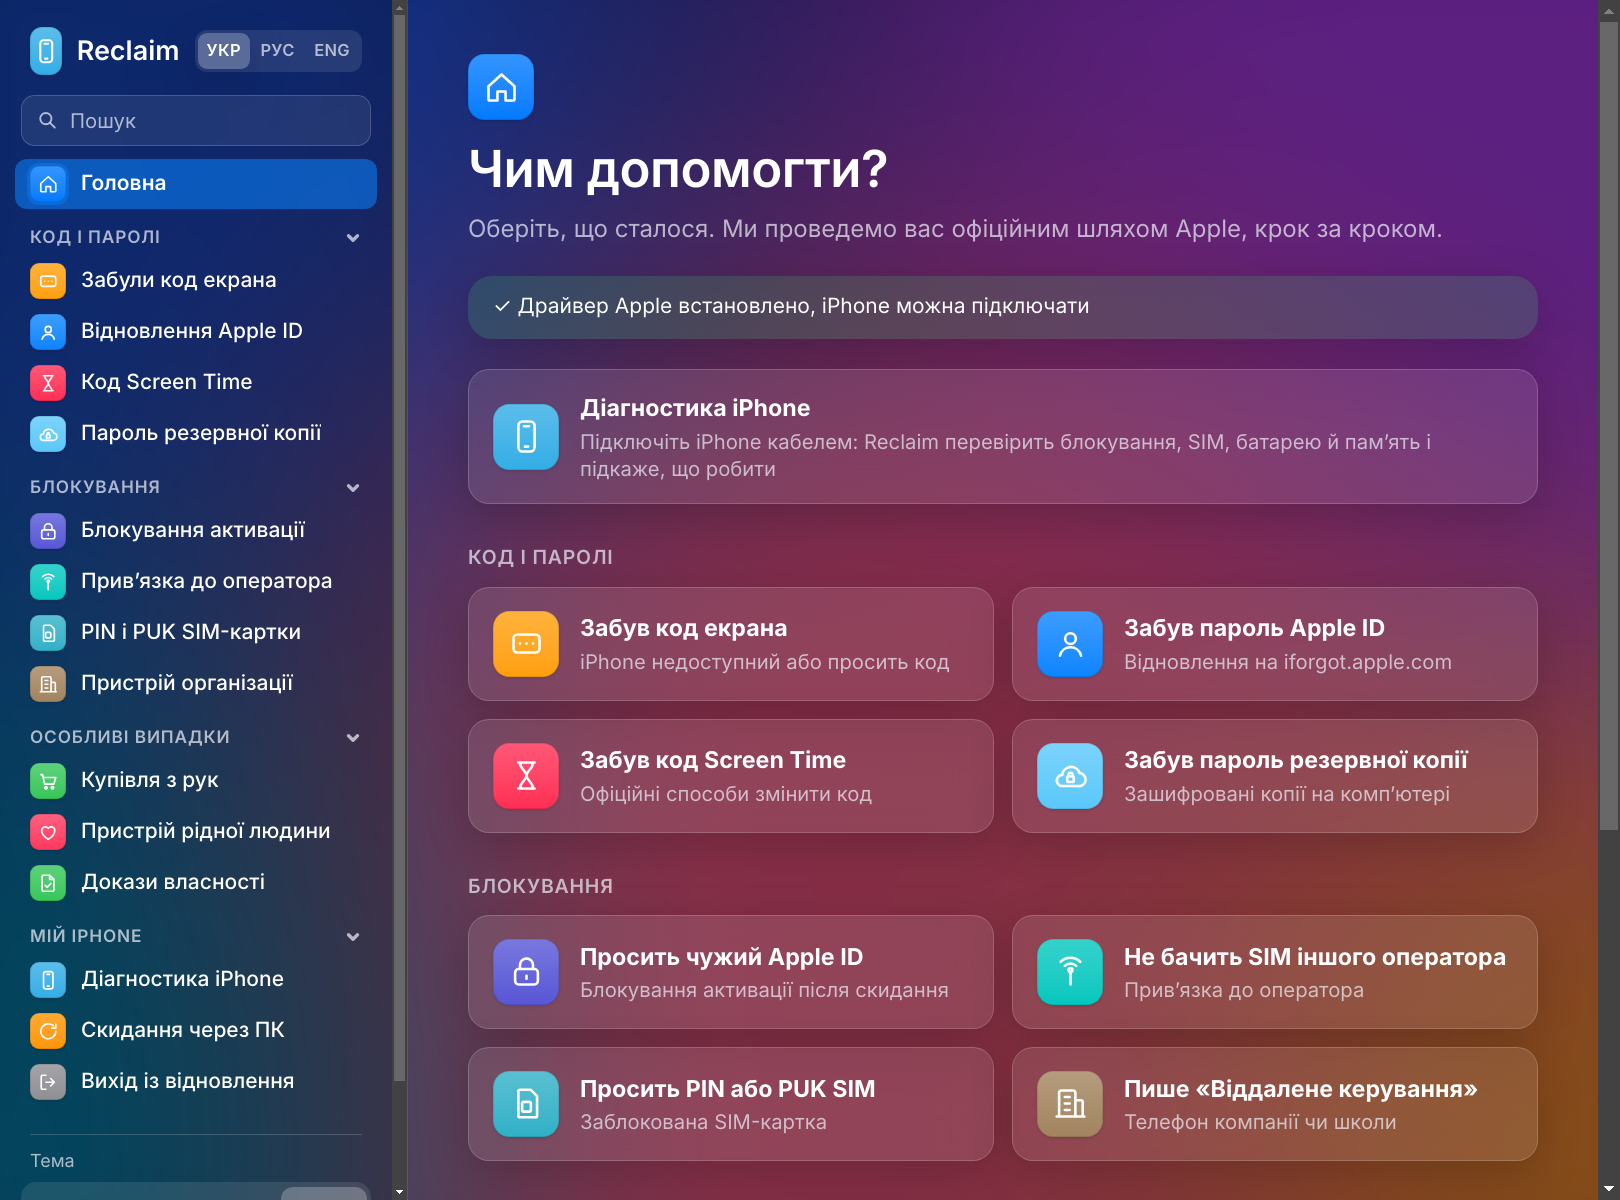 Reclaim
УКР РУС ENG
Пошук
Головна
КОД І ПАРОЛІ
Забули код екрана
Відновлення Apple ID
Код Screen Time
Пароль резервної копії
БЛОКУВАННЯ
Блокування активації
Прив’язка до оператора
PIN і PUK SIM-картки
Пристрій організації
ОСОБЛИВІ ВИПАДКИ
Купівля з рук
Пристрій рідної людини
Докази власності
МІЙ IPHONE
Діагностика iPhone
Скидання через ПК
Вихід із відновлення
Тема
Чим допомогти?
Оберіть, що сталося. Ми проведемо вас офіційним шляхом Apple, крок за кроком.
✓ Драйвер Apple встановлено, iPhone можна підключати
Діагностика iPhone
Підключіть iPhone кабелем: Reclaim перевірить блокування, SIM, батарею й пам’ять і
підкаже, що робити
КОД І ПАРОЛІ
Забув код екрана
iPhone недоступний або просить код
Забув пароль Apple ID
Відновлення на iforgot.apple.com
Забув код Screen Time
Офіційні способи змінити код
Забув пароль резервної копії
Зашифровані копії на комп’ютері
БЛОКУВАННЯ
Просить чужий Apple ID
Блокування активації після скидання
Не бачить SIM іншого оператора
Прив’язка до оператора
Просить PIN або PUK SIM
Заблокована SIM-картка
Пише «Віддалене керування»
Телефон компанії чи школи